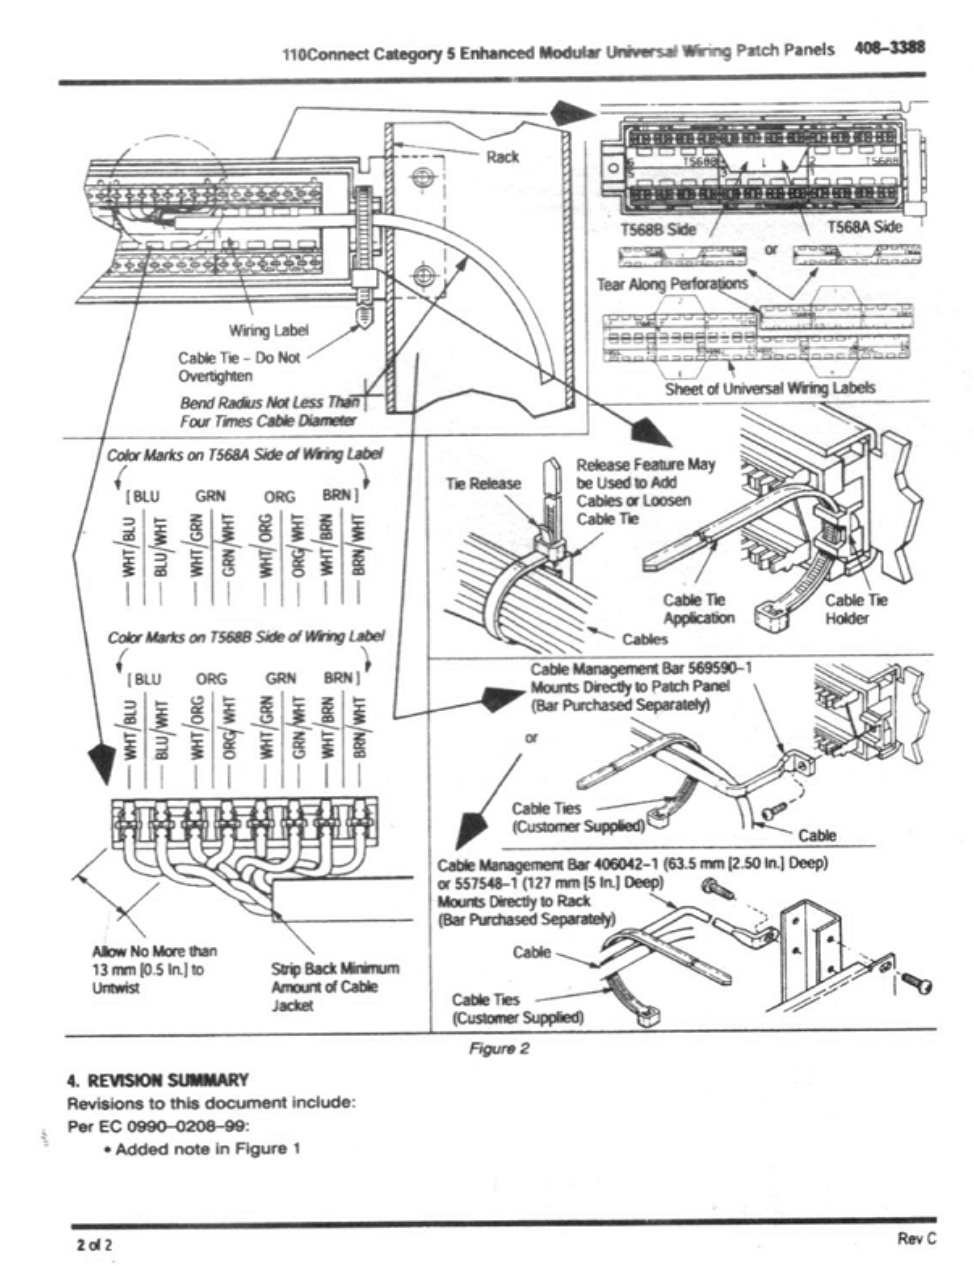 110Connect Category 5 Enhanced Modular Universal Wiring Patch Panels 408–3388
Rack
Wiring Label
Cable Tie – Do Not
Overtighten
Bend Radius Not Less Than
Four Times Cable Diameter
T568B
T568B
T568B Side
T568A Side
or
Tear Along Perforations
Sheet of Universal Wiring Labels
Color Marks on T568A Side of Wiring Label
[ BLU GRN ORG BRN ]
WHT/BLU BLU/WHT WHT/GRN GRN/WHT WHT/ORG ORG/WHT WHT/BRN BRN/WHT
Color Marks on T568B Side of Wiring Label
[ BLU ORG GRN BRN ]
WHT/BLU BLU/WHT WHT/ORG ORG/WHT WHT/GRN GRN/WHT WHT/BRN BRN/WHT
Allow No More than
13 mm [0.5 In.] to
Untwist
Strip Back Minimum
Amount of Cable
Jacket
Tie Release
Release Feature May
be Used to Add
Cables or Loosen
Cable Tie
Cables
Cable Tie
Application
Cable Tie
Holder
Cable Management Bar 569590–1
Mounts Directly to Patch Panel
(Bar Purchased Separately)
or
Cable Ties
(Customer Supplied)
Cable
Cable Management Bar 406042–1 (63.5 mm [2.50 In.] Deep)
or 557548–1 (127 mm [5 In.] Deep)
Mounts Directly to Rack
(Bar Purchased Separately)
Cable
Cable Ties
(Customer Supplied)
Figure 2
4. REVISION SUMMARY
Revisions to this document include:
Per EC 0990–0208–99:
• Added note in Figure 1
2 of 2
Rev C